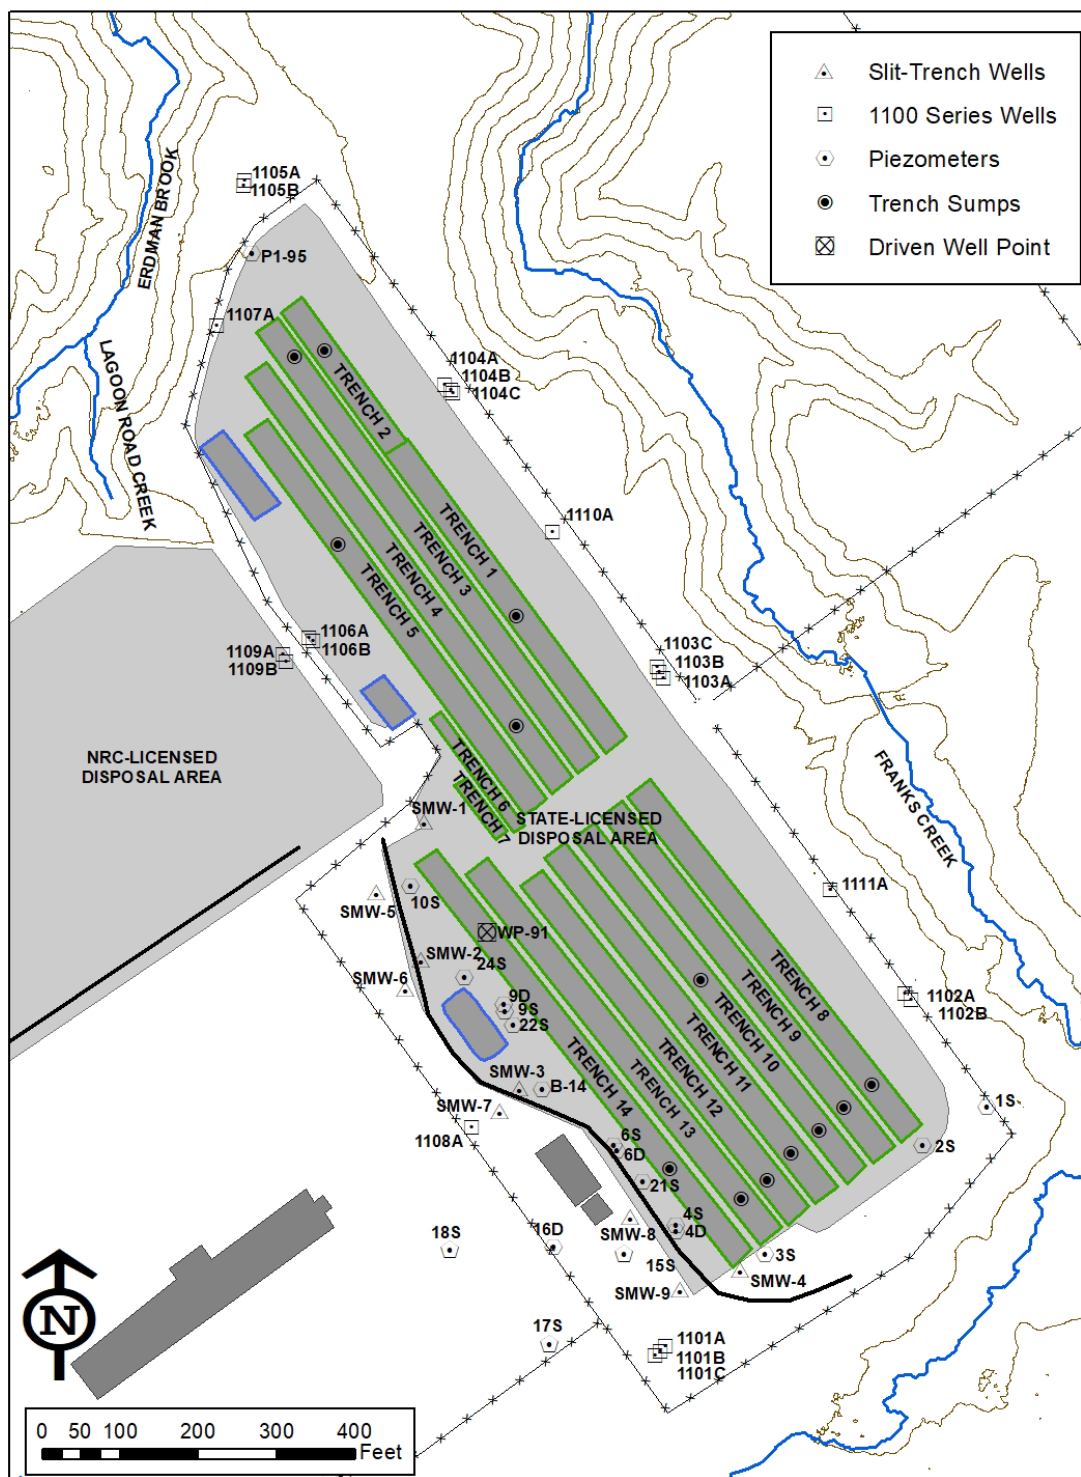 Slit-Trench Wells
1100 Series Wells
Piezometers
Trench Sumps
Driven Well Point
ERDMAN BROOK
LAGOON ROAD CREEK
FRANKS CREEK
1105A
1105B
P1-95
1107A
1104A
1104B
1104C
TRENCH 2
TRENCH 1
TRENCH 3
TRENCH 4
TRENCH 5
1110A
1106A
1106B
1109A
1109B
1103C
1103B
1103A
NRC-LICENSED
DISPOSAL AREA
TRENCH 6
TRENCH 7
SMW-1
STATE-LICENSED
DISPOSAL AREA
1111A
SMW-5
10S
WP-91
SMW-2
24S
SMW-6
9D
9S
22S
1102A
1102B
TRENCH 8
TRENCH 9
TRENCH 10
TRENCH 11
TRENCH 12
TRENCH 13
TRENCH 14
SMW-3
B-14
SMW-7
1108A
1S
2S
6S
6D
21S
4S
4D
SMW-8
18S
16D
15S
3S
SMW-4
SMW-9
17S
1101A
1101B
1101C
N
0 50 100 200 300 400
Feet